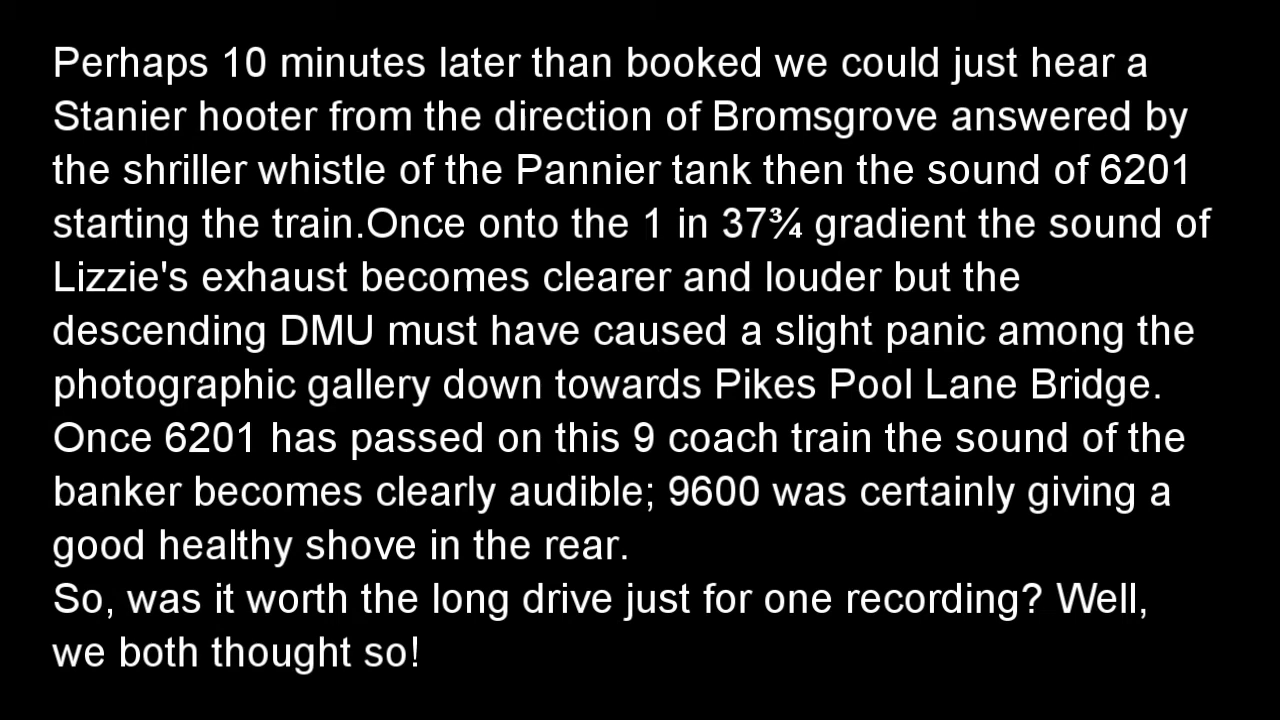 Perhaps 10 minutes later than booked we could just hear a
Stanier hooter from the direction of Bromsgrove answered by
the shriller whistle of the Pannier tank then the sound of 6201
starting the train.Once onto the 1 in 37¾ gradient the sound of
Lizzie's exhaust becomes clearer and louder but the
descending DMU must have caused a slight panic among the
photographic gallery down towards Pikes Pool Lane Bridge.
Once 6201 has passed on this 9 coach train the sound of the
banker becomes clearly audible; 9600 was certainly giving a
good healthy shove in the rear.
So, was it worth the long drive just for one recording? Well,
we both thought so!